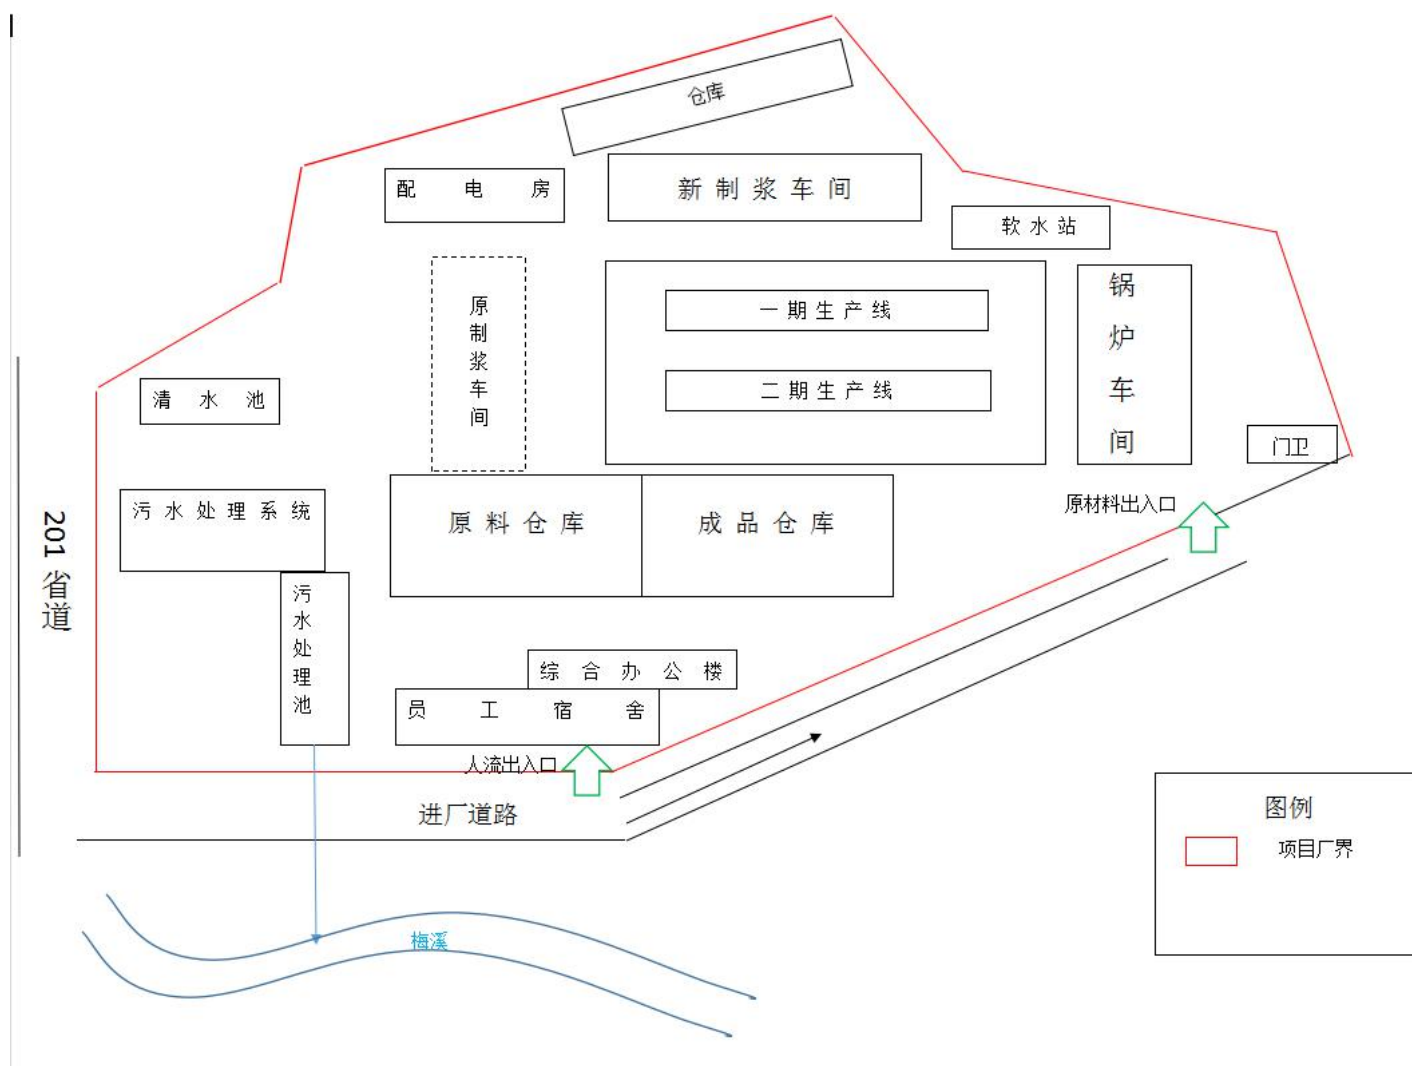 仓库
配电房
新制浆车间
软水站
原制浆车间
一期生产线
二期生产线
锅炉车间
清水池
门卫
污水处理系统
原料仓库
成品仓库
原材料出入口
201省道
污水处理池
综合办公楼
员工宿舍
人流出入口
进厂道路
图例
项目厂界
梅溪